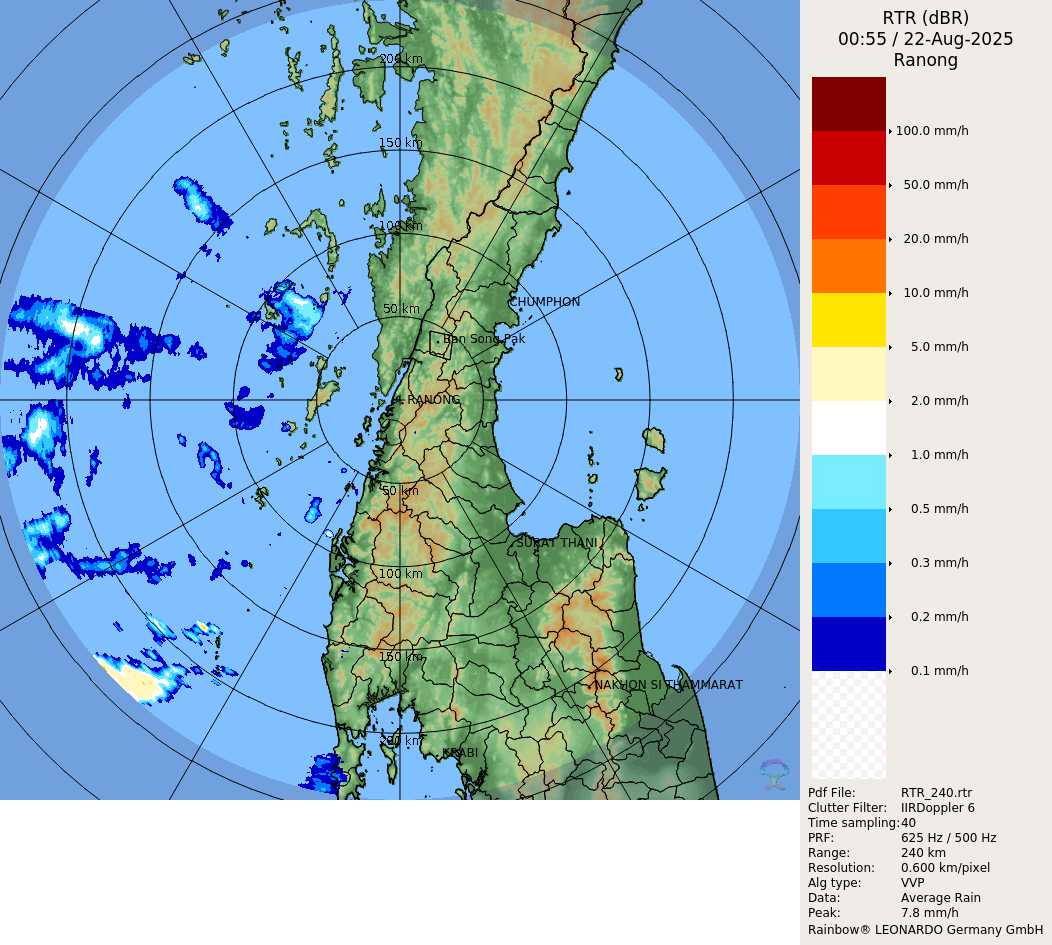 RTR (dBR)
00:55 / 22-Aug-2025
Ranong
100.0 mm/h
50.0 mm/h
20.0 mm/h
10.0 mm/h
5.0 mm/h
2.0 mm/h
1.0 mm/h
0.5 mm/h
0.3 mm/h
0.2 mm/h
0.1 mm/h
Pdf File: RTR_240.rtr
Clutter Filter: IIRDoppler 6
Time sampling:40
PRF: 625 Hz / 500 Hz
Range: 240 km
Resolution: 0.600 km/pixel
Alg type: VVP
Data: Average Rain
Peak: 7.8 mm/h
Rainbow® LEONARDO Germany GmbH
200 km
150 km
100 km
CHUMPHON
50 km
Ban Song Pak
RANONG
50 km
SURAT THANI
100 km
150 km
NAKHON SI THAMMARAT
200 km
KRABI